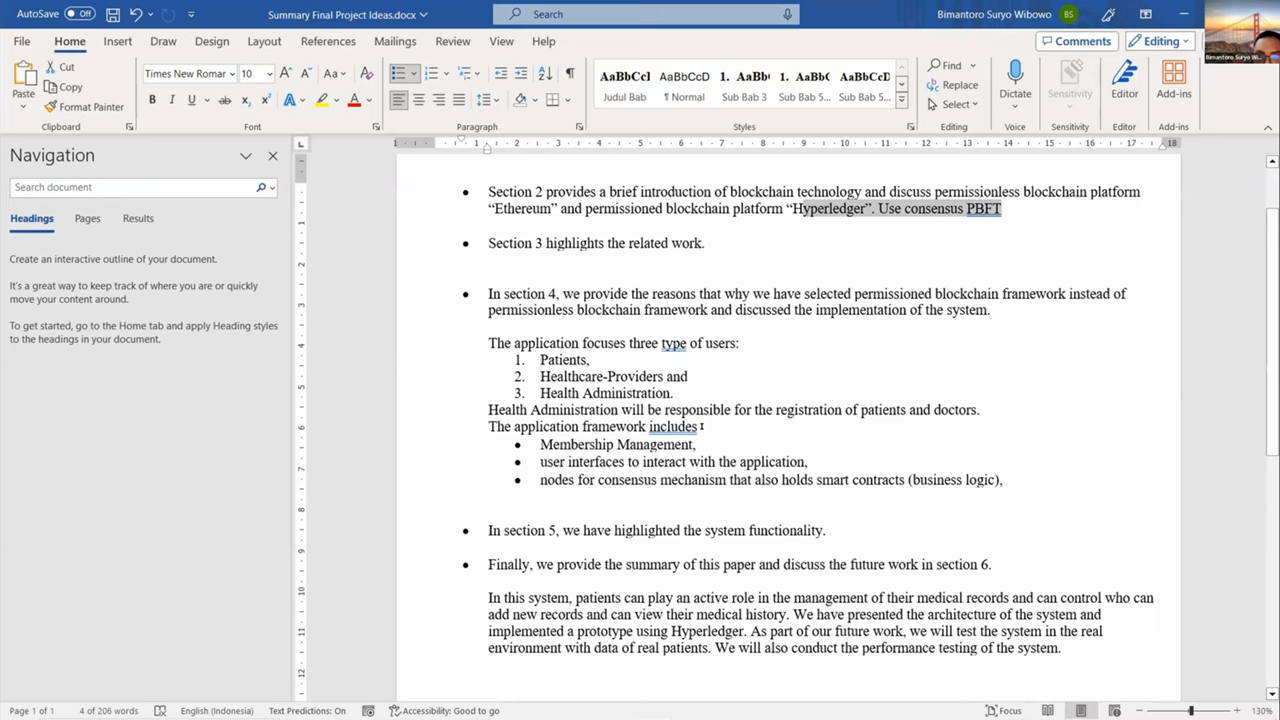 AutoSave Off Summary Final Project Ideas.docx Search Bimantoro Suryo Wibowo BS
File Home Insert Draw Design Layout References Mailings Review View Help Comments Editing
Bimantoro Suryo Wi...
Paste Cut Copy Format Painter
Times New Romar 10
AaBbCcI AaBbCcD 1. AaBb( 1. AaBb( AaBbCcD
Judul Bab ¶ Normal Sub Bab 3 Sub Bab 5... Sub Bab 5...
Find Replace Select
Dictate Sensitivity Editor Add-ins
Clipboard Font Paragraph Styles Editing Voice Sensitivity Editor Add-ins
Navigation
Search document
Headings Pages Results
Create an interactive outline of your document.
It's a great way to keep track of where you are or quickly
move your content around.
To get started, go to the Home tab and apply Heading styles
to the headings in your document.
• Section 2 provides a brief introduction of blockchain technology and discuss permissionless blockchain platform
“Ethereum” and permissioned blockchain platform “Hyperledger”. Use consensus PBFT
• Section 3 highlights the related work.
• In section 4, we provide the reasons that why we have selected permissioned blockchain framework instead of
permissionless blockchain framework and discussed the implementation of the system.
The application focuses three type of users:
1. Patients,
2. Healthcare-Providers and
3. Health Administration.
Health Administration will be responsible for the registration of patients and doctors.
The application framework includes
• Membership Management,
• user interfaces to interact with the application,
• nodes for consensus mechanism that also holds smart contracts (business logic),
• In section 5, we have highlighted the system functionality.
• Finally, we provide the summary of this paper and discuss the future work in section 6.
In this system, patients can play an active role in the management of their medical records and can control who can
add new records and can view their medical history. We have presented the architecture of the system and
implemented a prototype using Hyperledger. As part of our future work, we will test the system in the real
environment with data of real patients. We will also conduct the performance testing of the system.
Page 1 of 1 4 of 206 words English (Indonesia) Text Predictions: On Accessibility: Good to go Focus 130%